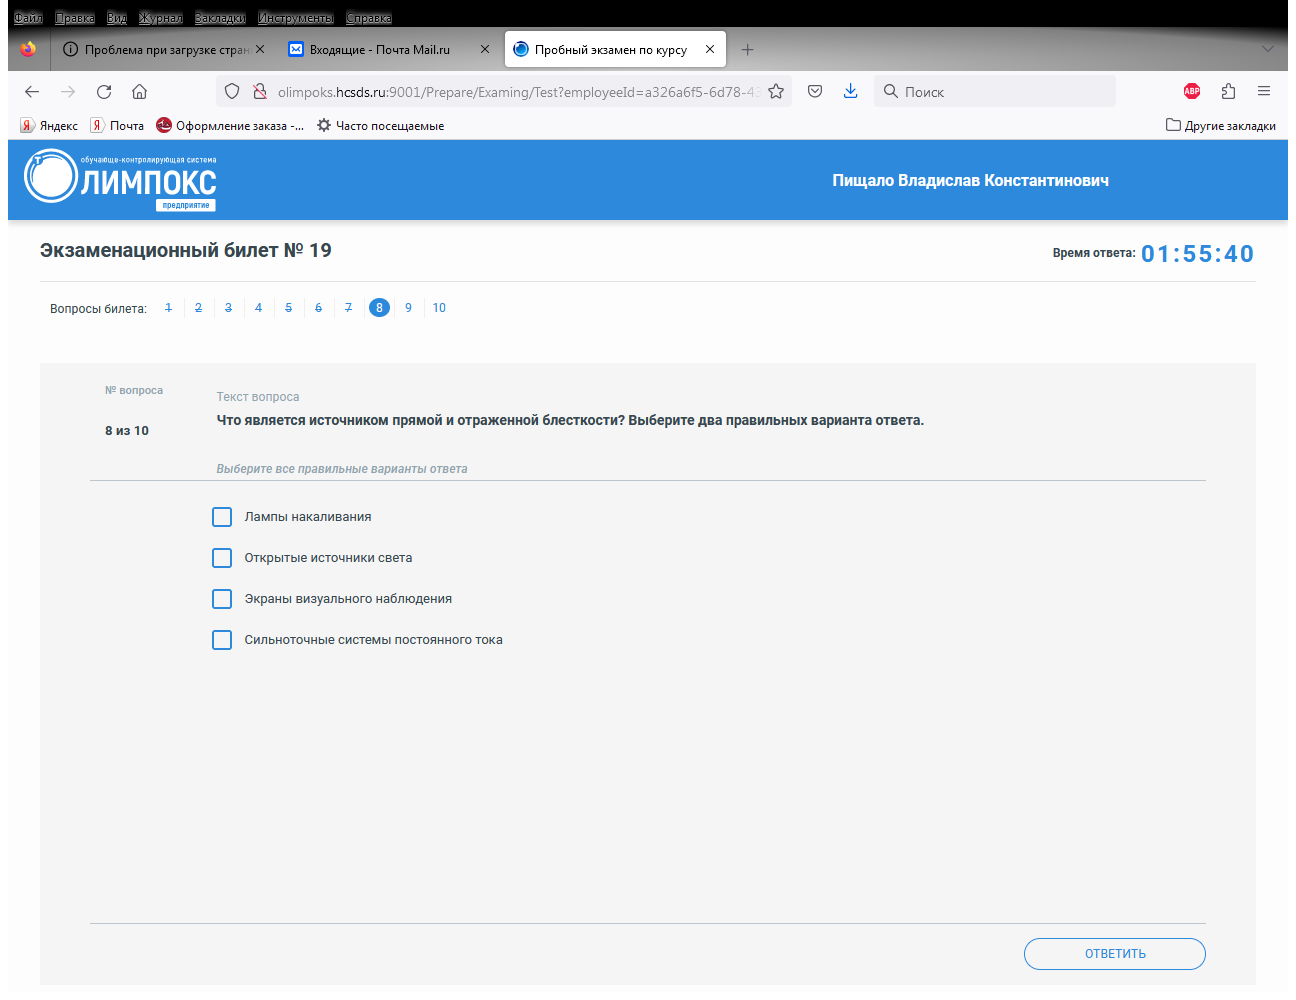 Файл Правка Вид Журнал Закладки Инструменты Справка
Проблема при загрузке стран
Входящие - Почта Mail.ru
Пробный экзамен по курсу
olimpoks.hcsds.ru:9001/Prepare/Examing/Test?employeeId=a326a6f5-6d78-43
Поиск
ABP
Яндекс
Почта
Оформление заказа -...
Часто посещаемые
Другие закладки
обучающе-контролирующая система
ОЛИМПОКС
предприятие
Пищало Владислав Константинович
Экзаменационный билет № 19
Время ответа: 01:55:40
Вопросы билета: 1 2 3 4 5 6 7 8 9 10
№ вопроса
8 из 10
Текст вопроса
Что является источником прямой и отраженной блесткости? Выберите два правильных варианта ответа.
Выберите все правильные варианты ответа
Лампы накаливания
Открытые источники света
Экраны визуального наблюдения
Сильноточные системы постоянного тока
ОТВЕТИТЬ